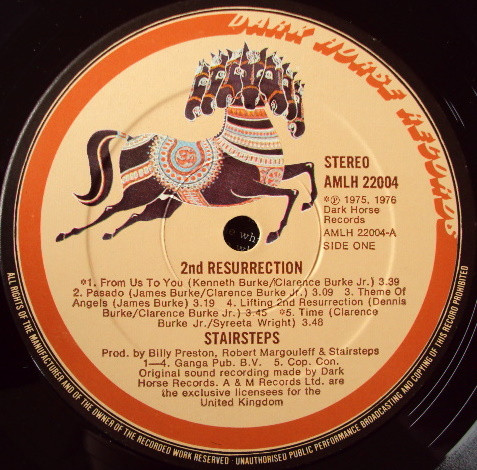 DARK HORSE RECORDS
STEREO
AMLH 22004
*℗ 1975, 1976
Dark Horse
Records
AMLH 22004-A
SIDE ONE
2nd RESURRECTION
*1. From Us To You (Kenneth Burke/Clarence Burke Jr.) 3.39
2. Pasado (James Burke/Clarence Burke Jr.) 3.09 3. Theme Of
Angels (James Burke) 3.19 4. Lifting 2nd Resurrection (Dennis
Burke/Clarence Burke Jr.) 3.45 *5. Time (Clarence
Burke Jr./Syreeta Wright) 3.48
STAIRSTEPS
Prod. by Billy Preston, Robert Margouleff & Stairsteps
1—4. Ganga Pub. B.V. 5. Cop. Con.
Original sound recording made by Dark
Horse Records. A & M Records Ltd. are
the exclusive licensees for the
United Kingdom
ALL RIGHTS OF THE MANUFACTURER AND OF THE OWNER OF THE RECORDED WORK RESERVED · UNAUTHORISED PUBLIC PERFORMANCE BROADCASTING AND COPYING OF THIS RECORD PROHIBITED